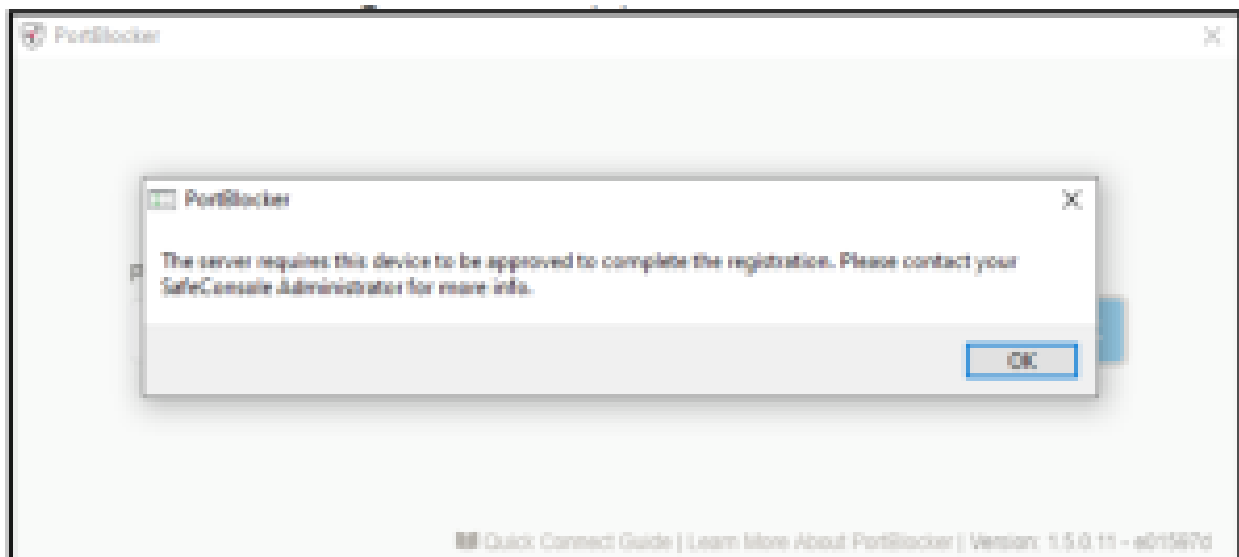 PortBlocker
PortBlocker
The server requires this device to be approved to complete the registration. Please contact your
SafeConsole Administrator for more info.
OK
Quick Connect Guide | Learn More About PortBlocker | Version: 1.5.0.11 - e01567d